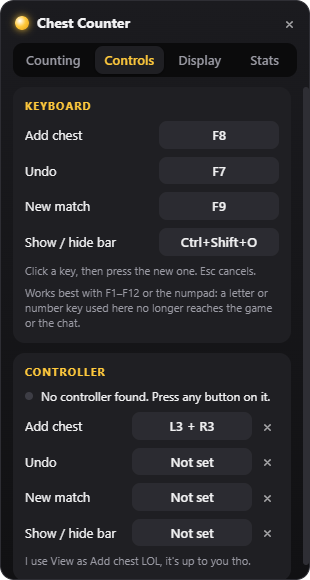 Chest Counter ×
Counting Controls Display Stats
KEYBOARD
Add chest F8
Undo F7
New match F9
Show / hide bar Ctrl+Shift+O
Click a key, then press the new one. Esc cancels.
Works best with F1–F12 or the numpad: a letter or
number key used here no longer reaches the game
or the chat.
CONTROLLER
No controller found. Press any button on it.
Add chest L3 + R3 ×
Undo Not set ×
New match Not set ×
Show / hide bar Not set ×
I use View as Add chest LOL, it's up to you tho.